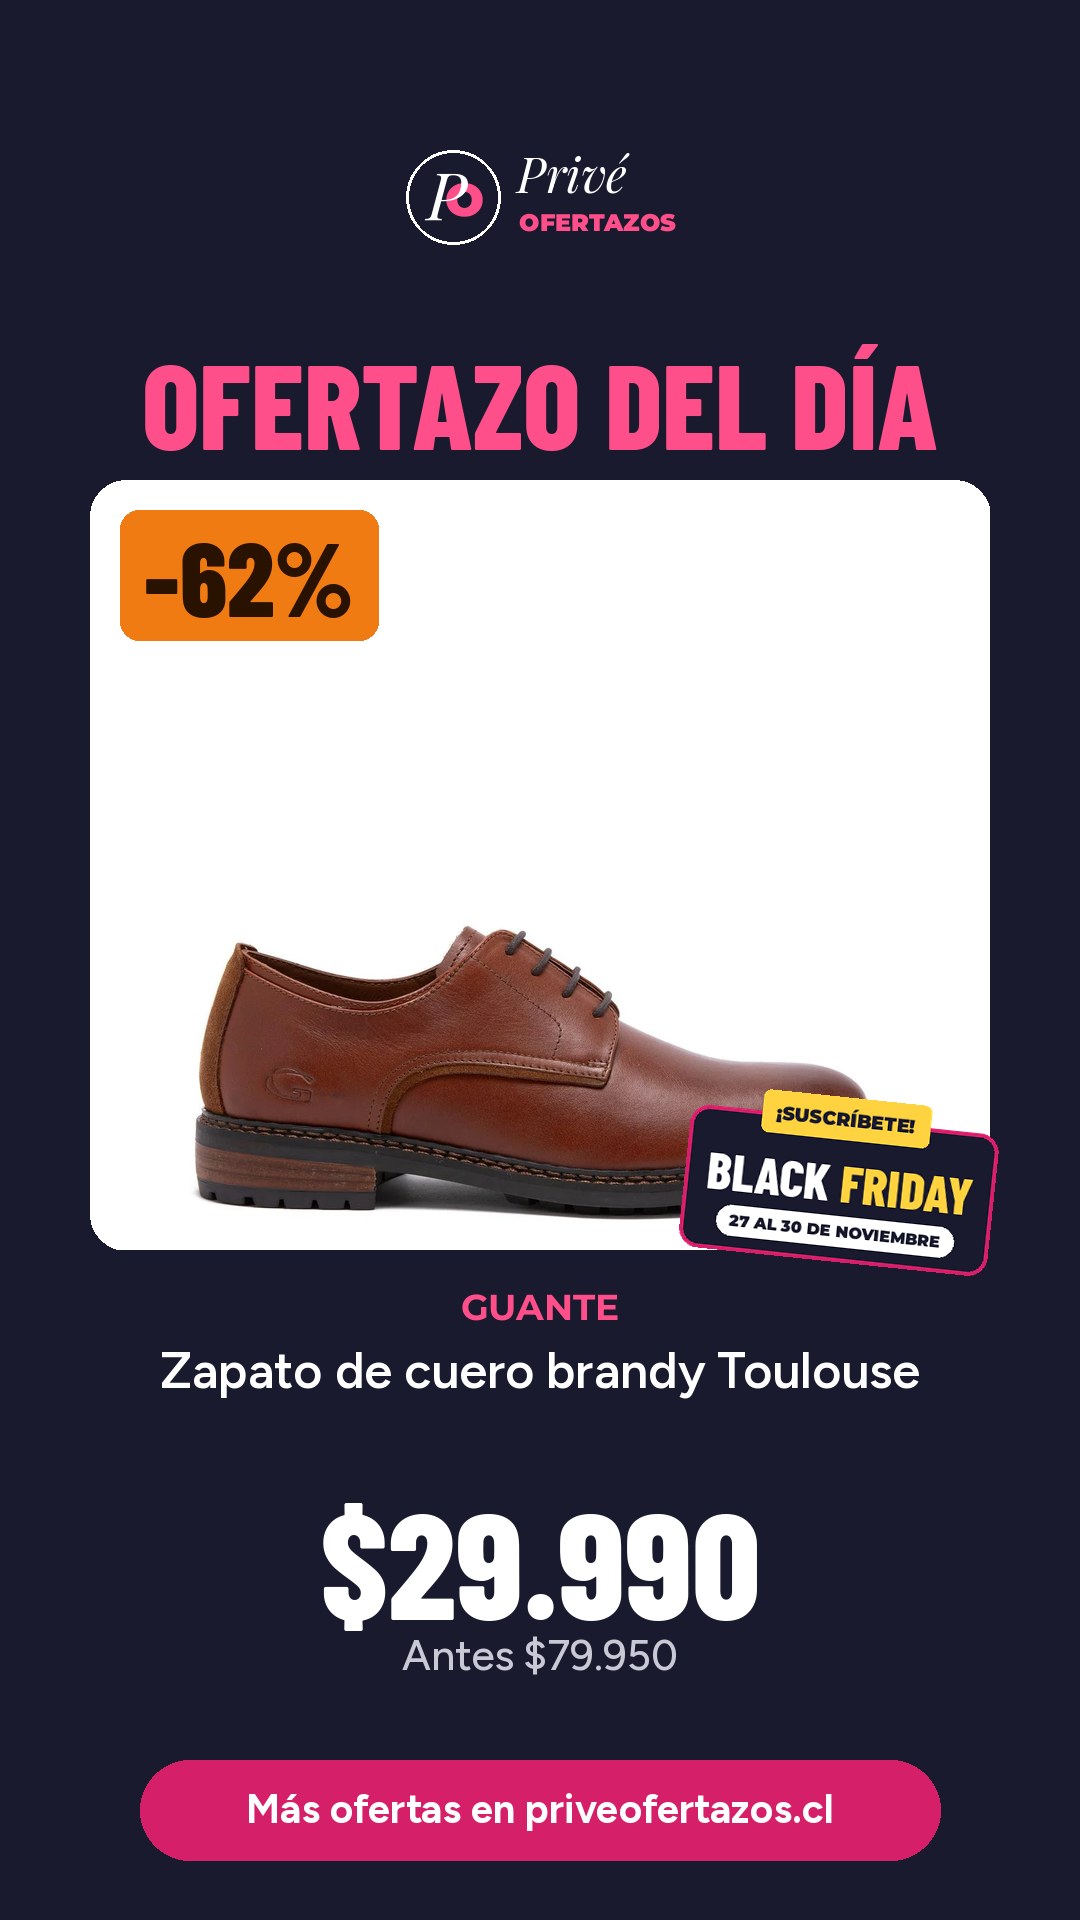 Po
Privé
OFERTAZOS
OFERTAZO DEL DÍA
-62%
G
¡SUSCRÍBETE!
BLACK FRIDAY
27 AL 30 DE NOVIEMBRE
GUANTE
Zapato de cuero brandy Toulouse
$29.990
Antes $79.950
Más ofertas en priveofertazos.cl